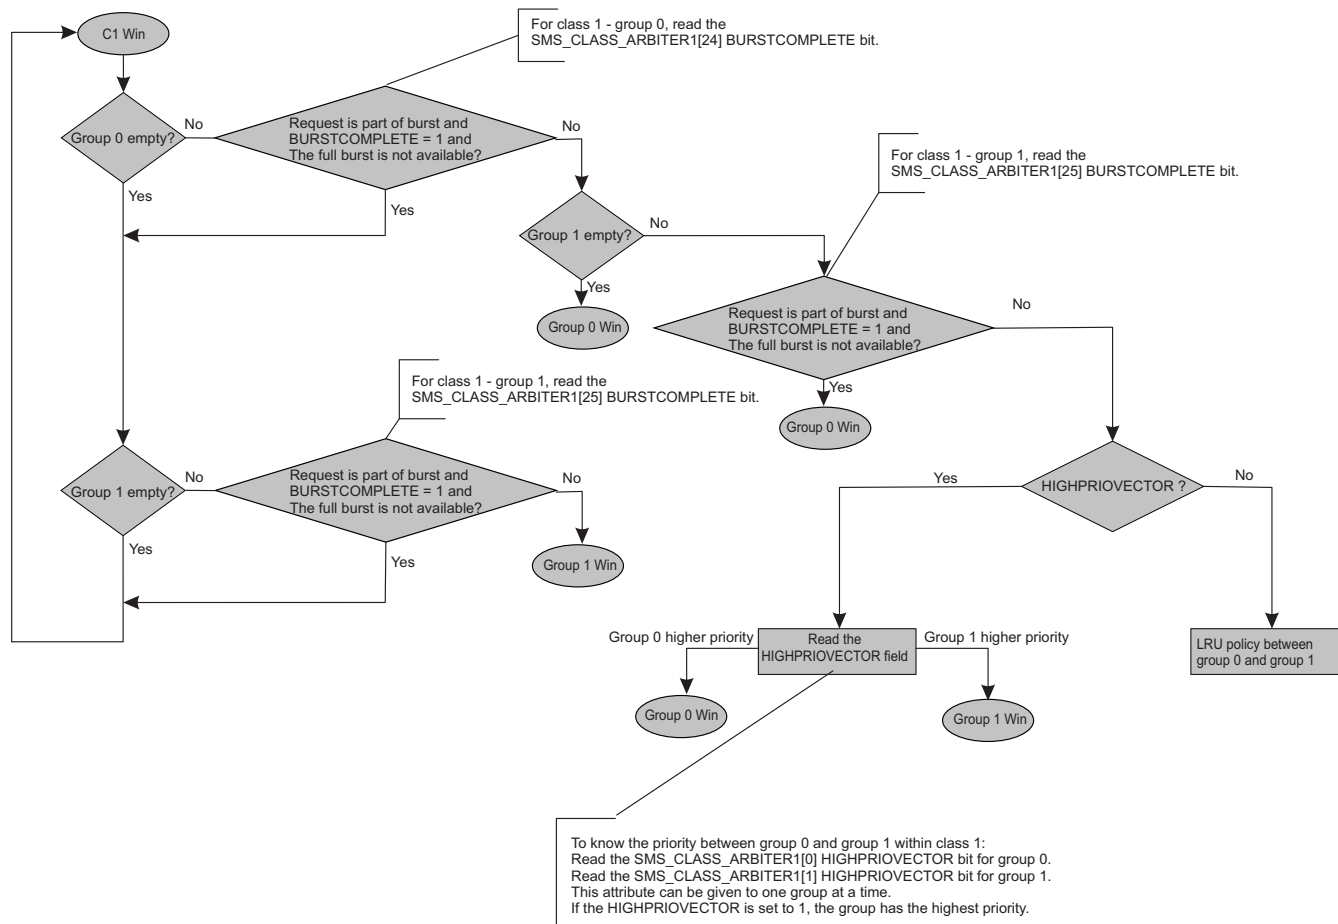 C1 Win
For class 1 - group 0, read the
SMS_CLASS_ARBITER1[24] BURSTCOMPLETE bit.
Group 0 empty?
No
Request is part of burst and
BURSTCOMPLETE = 1 and
The full burst is not available?
No
Yes
Yes
For class 1 - group 1, read the
SMS_CLASS_ARBITER1[25] BURSTCOMPLETE bit.
Group 1 empty?
No
Yes
Group 0 Win
Request is part of burst and
BURSTCOMPLETE = 1 and
The full burst is not available?
No
Yes
Group 0 Win
For class 1 - group 1, read the
SMS_CLASS_ARBITER1[25] BURSTCOMPLETE bit.
Group 1 empty?
No
Request is part of burst and
BURSTCOMPLETE = 1 and
The full burst is not available?
No
Yes
Yes
Group 1 Win
HIGHPRIOVECTOR ?
Yes
No
Group 0 higher priority
Read the
HIGHPRIOVECTOR field
Group 1 higher priority
LRU policy between
group 0 and group 1
Group 0 Win
Group 1 Win
To know the priority between group 0 and group 1 within class 1:
Read the SMS_CLASS_ARBITER1[0] HIGHPRIOVECTOR bit for group 0.
Read the SMS_CLASS_ARBITER1[1] HIGHPRIOVECTOR bit for group 1.
This attribute can be given to one group at a time.
If the HIGHPRIOVECTOR is set to 1, the group has the highest priority.